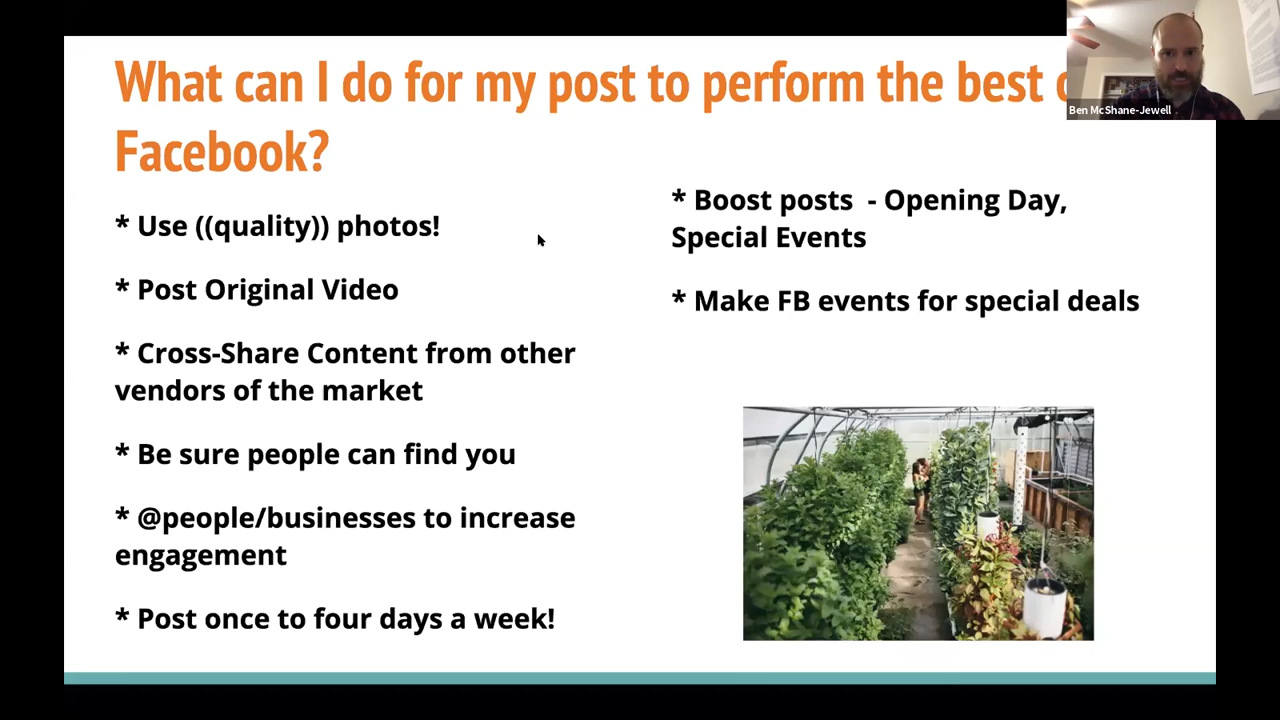 What can I do for my post to perform the best
Facebook?
* Use ((quality)) photos!
* Post Original Video
* Cross-Share Content from other
vendors of the market
* Be sure people can find you
* @people/businesses to increase
engagement
* Post once to four days a week!
* Boost posts  - Opening Day,
Special Events
* Make FB events for special deals
Ben McShane-Jewell